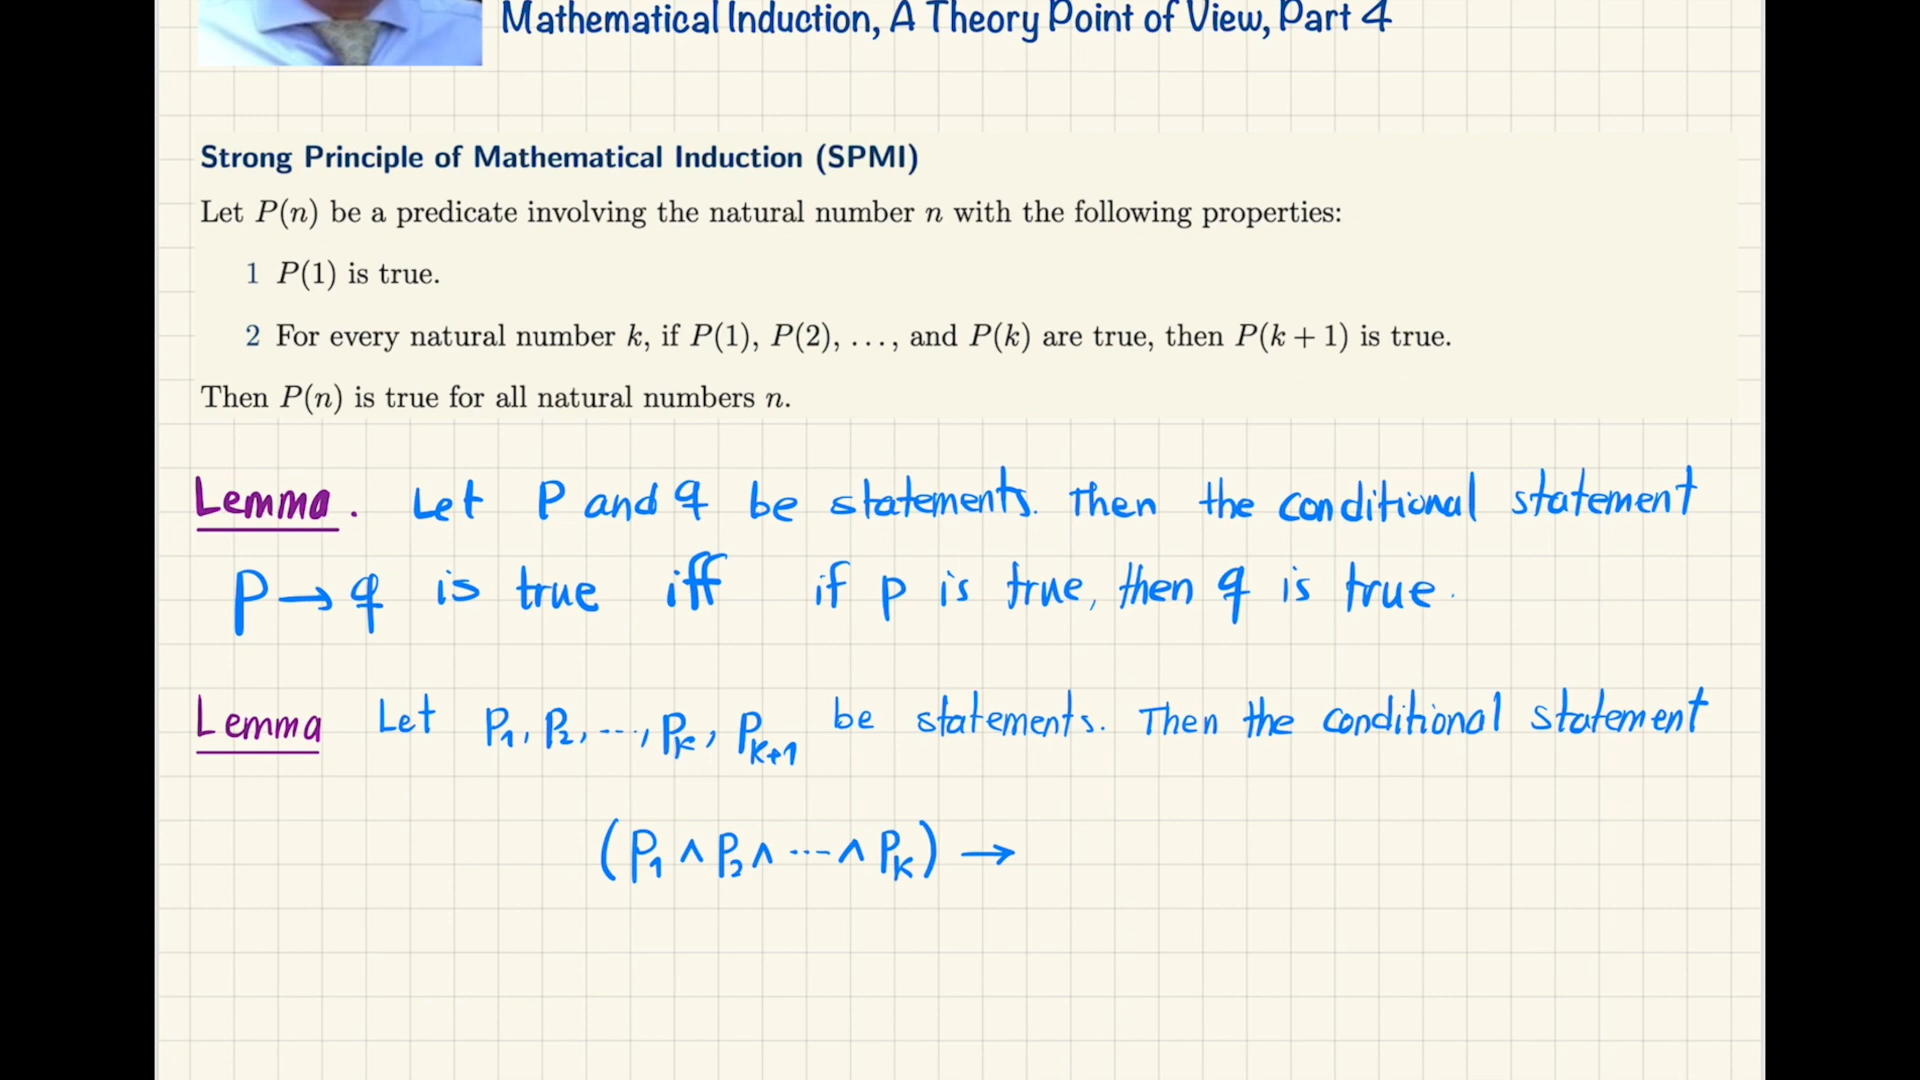 Mathematical Induction, A Theory Point of View, Part 4
Strong Principle of Mathematical Induction (SPMI)
Let P(n) be a predicate involving the natural number n with the following properties:
1 P(1) is true.
2 For every natural number k, if P(1), P(2), ..., and P(k) are true, then P(k + 1) is true.
Then P(n) is true for all natural numbers n.
Lemma. Let P and q be statements. Then the conditional statement
P → q is true iff if p is true, then q is true.
Lemma Let P₁, P₂, ..., Pₖ, Pₖ₊₁ be statements. Then the conditional statement
(P₁ ∧ P₂ ∧ ... ∧ Pₖ) →